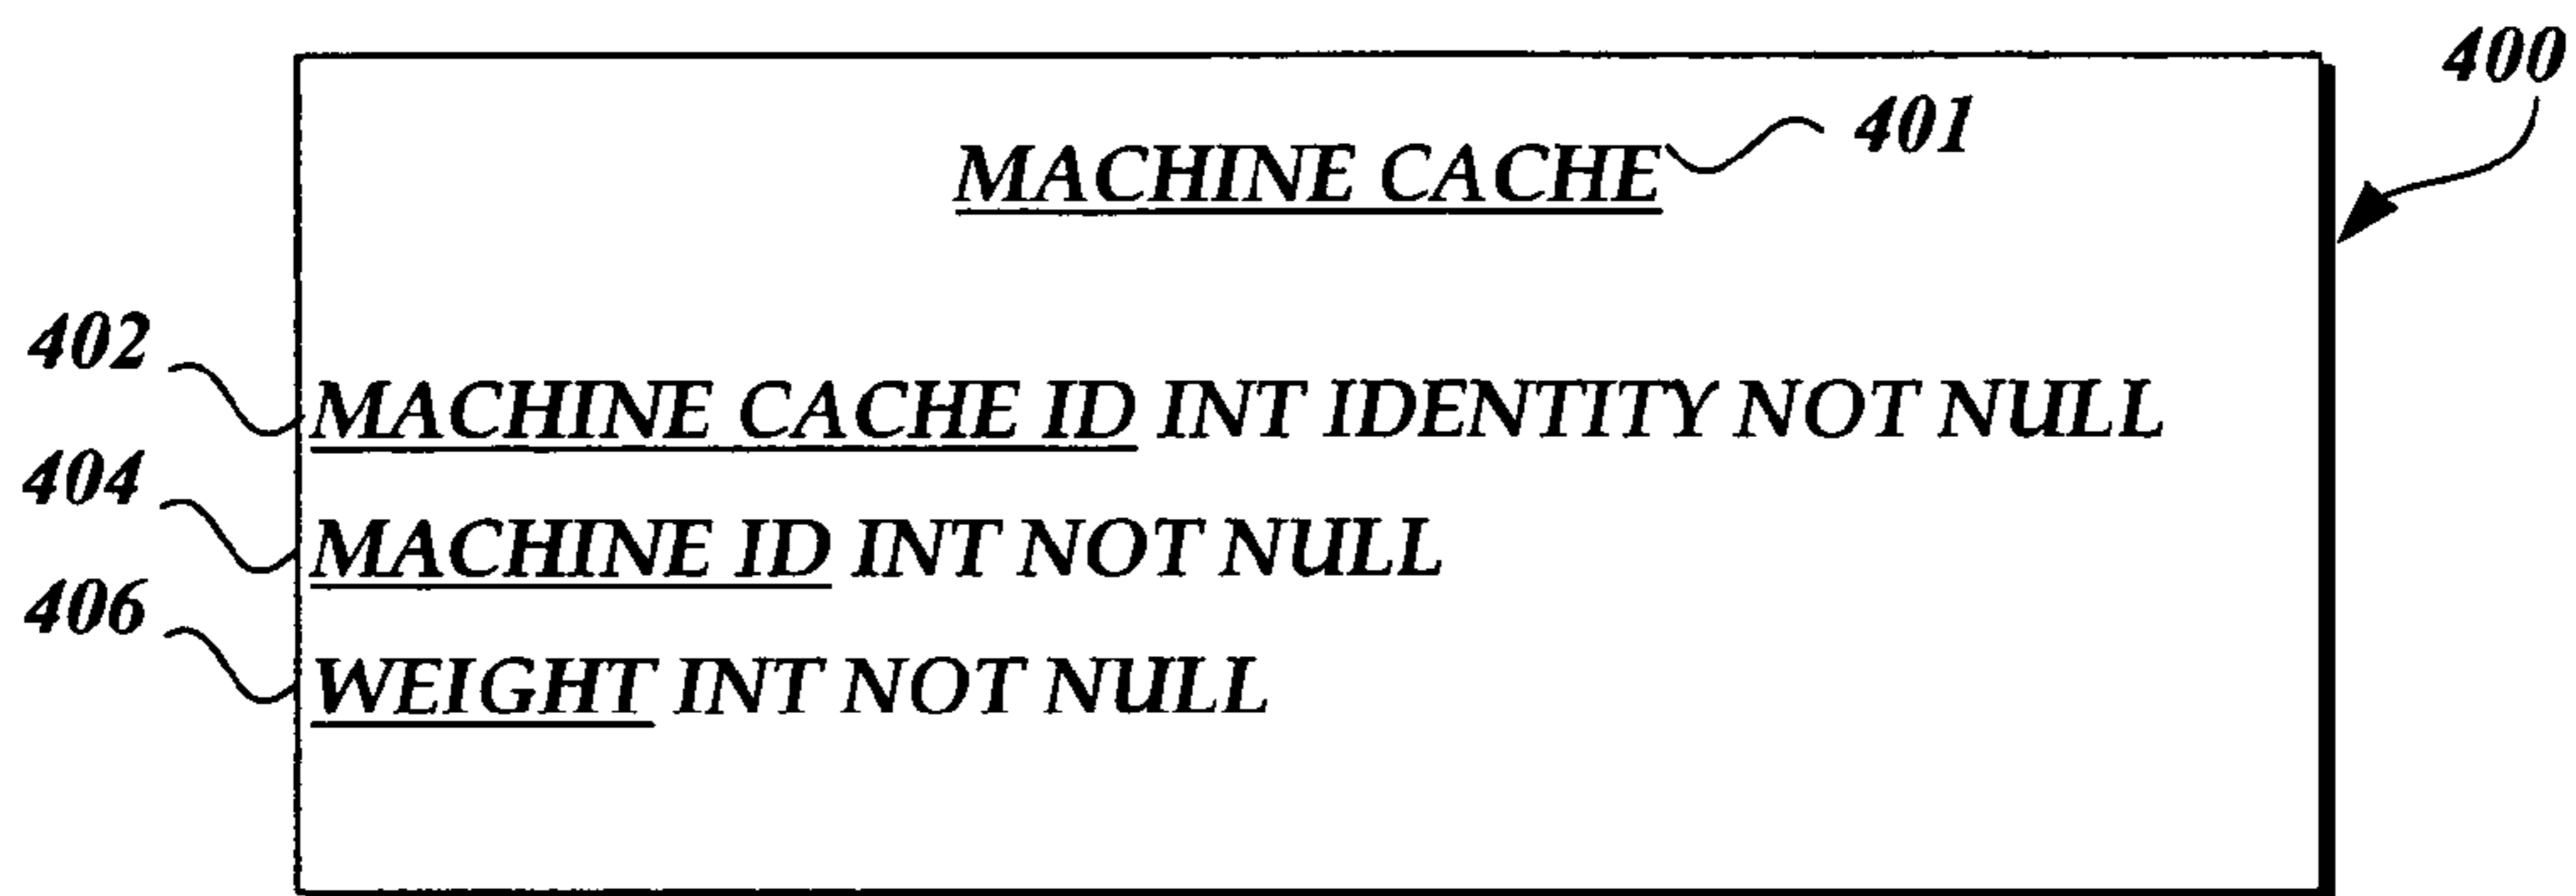 400
MACHINE CACHE 401
402
MACHINE CACHE ID INT IDENTITY NOT NULL
404
MACHINE ID INT NOT NULL
406
WEIGHT INT NOT NULL